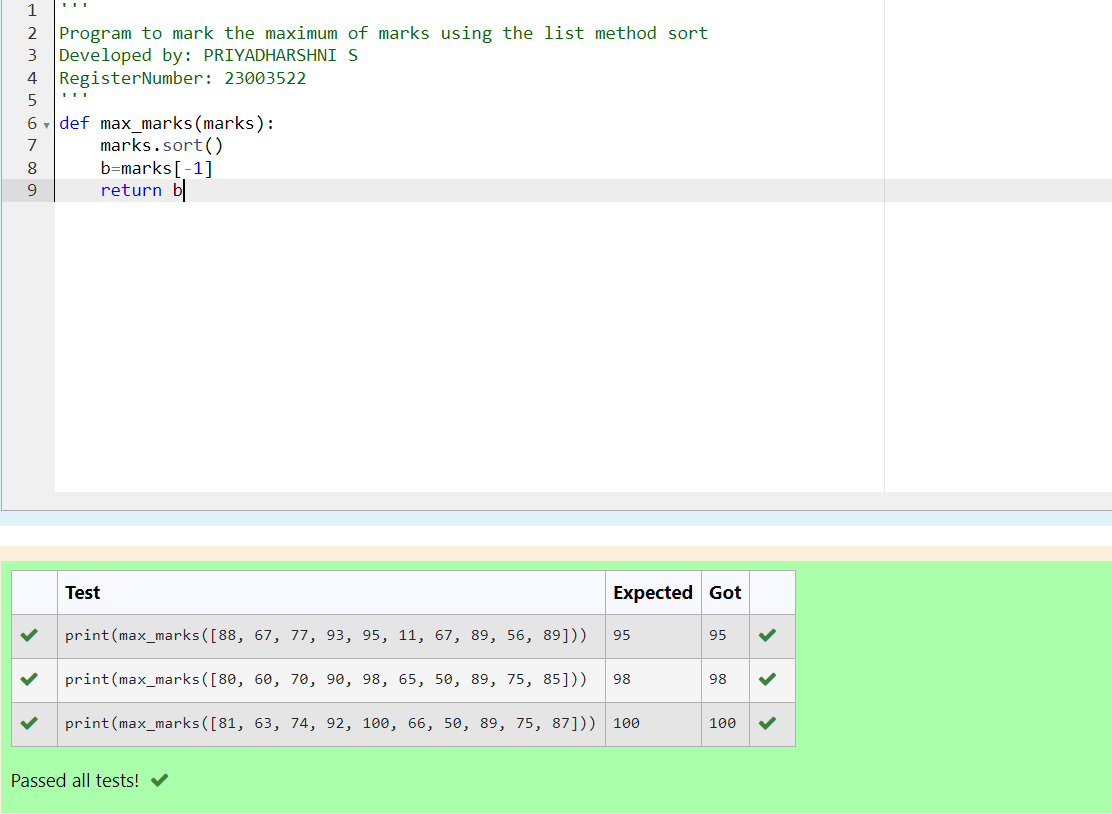 1 '''
2 Program to mark the maximum of marks using the list method sort
3 Developed by: PRIYADHARSHNI S
4 RegisterNumber: 23003522
5 '''
6 def max_marks(marks):
7     marks.sort()
8     b=marks[-1]
9     return b
Test Expected Got
print(max_marks([88, 67, 77, 93, 95, 11, 67, 89, 56, 89])) 95 95
print(max_marks([80, 60, 70, 90, 98, 65, 50, 89, 75, 85])) 98 98
print(max_marks([81, 63, 74, 92, 100, 66, 50, 89, 75, 87])) 100 100
Passed all tests!